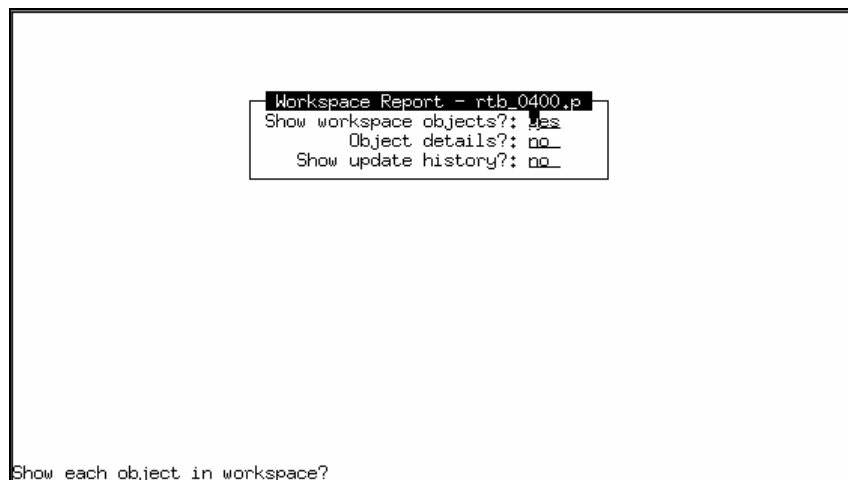 Workspace Report - rtb_0400.p
Show workspace objects?: yes
Object details?: no
Show update history?: no
Show each object in workspace?